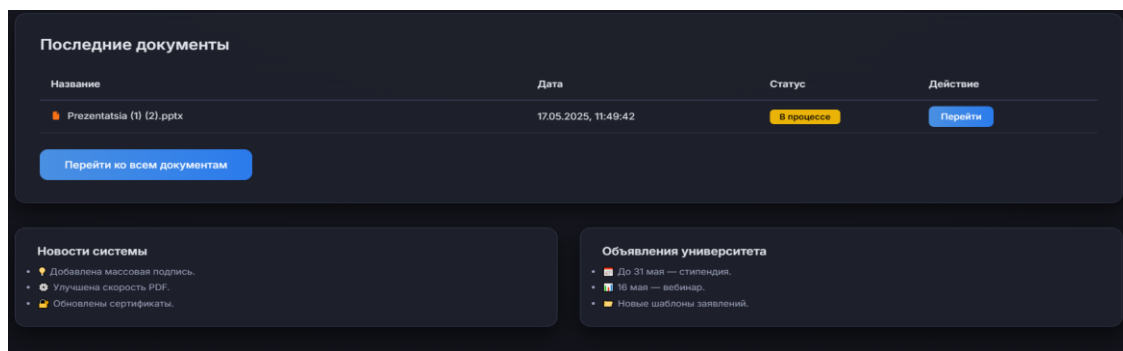 Последние документы
Название Дата Статус Действие
Prezentatsia (1) (2).pptx 17.05.2025, 11:49:42 В процессе Перейти
Перейти ко всем документам
Новости системы
• Добавлена массовая подпись.
• Улучшена скорость PDF.
• Обновлены сертификаты.
Объявления университета
• До 31 мая — стипендия.
• 16 мая — вебинар.
• Новые шаблоны заявлений.